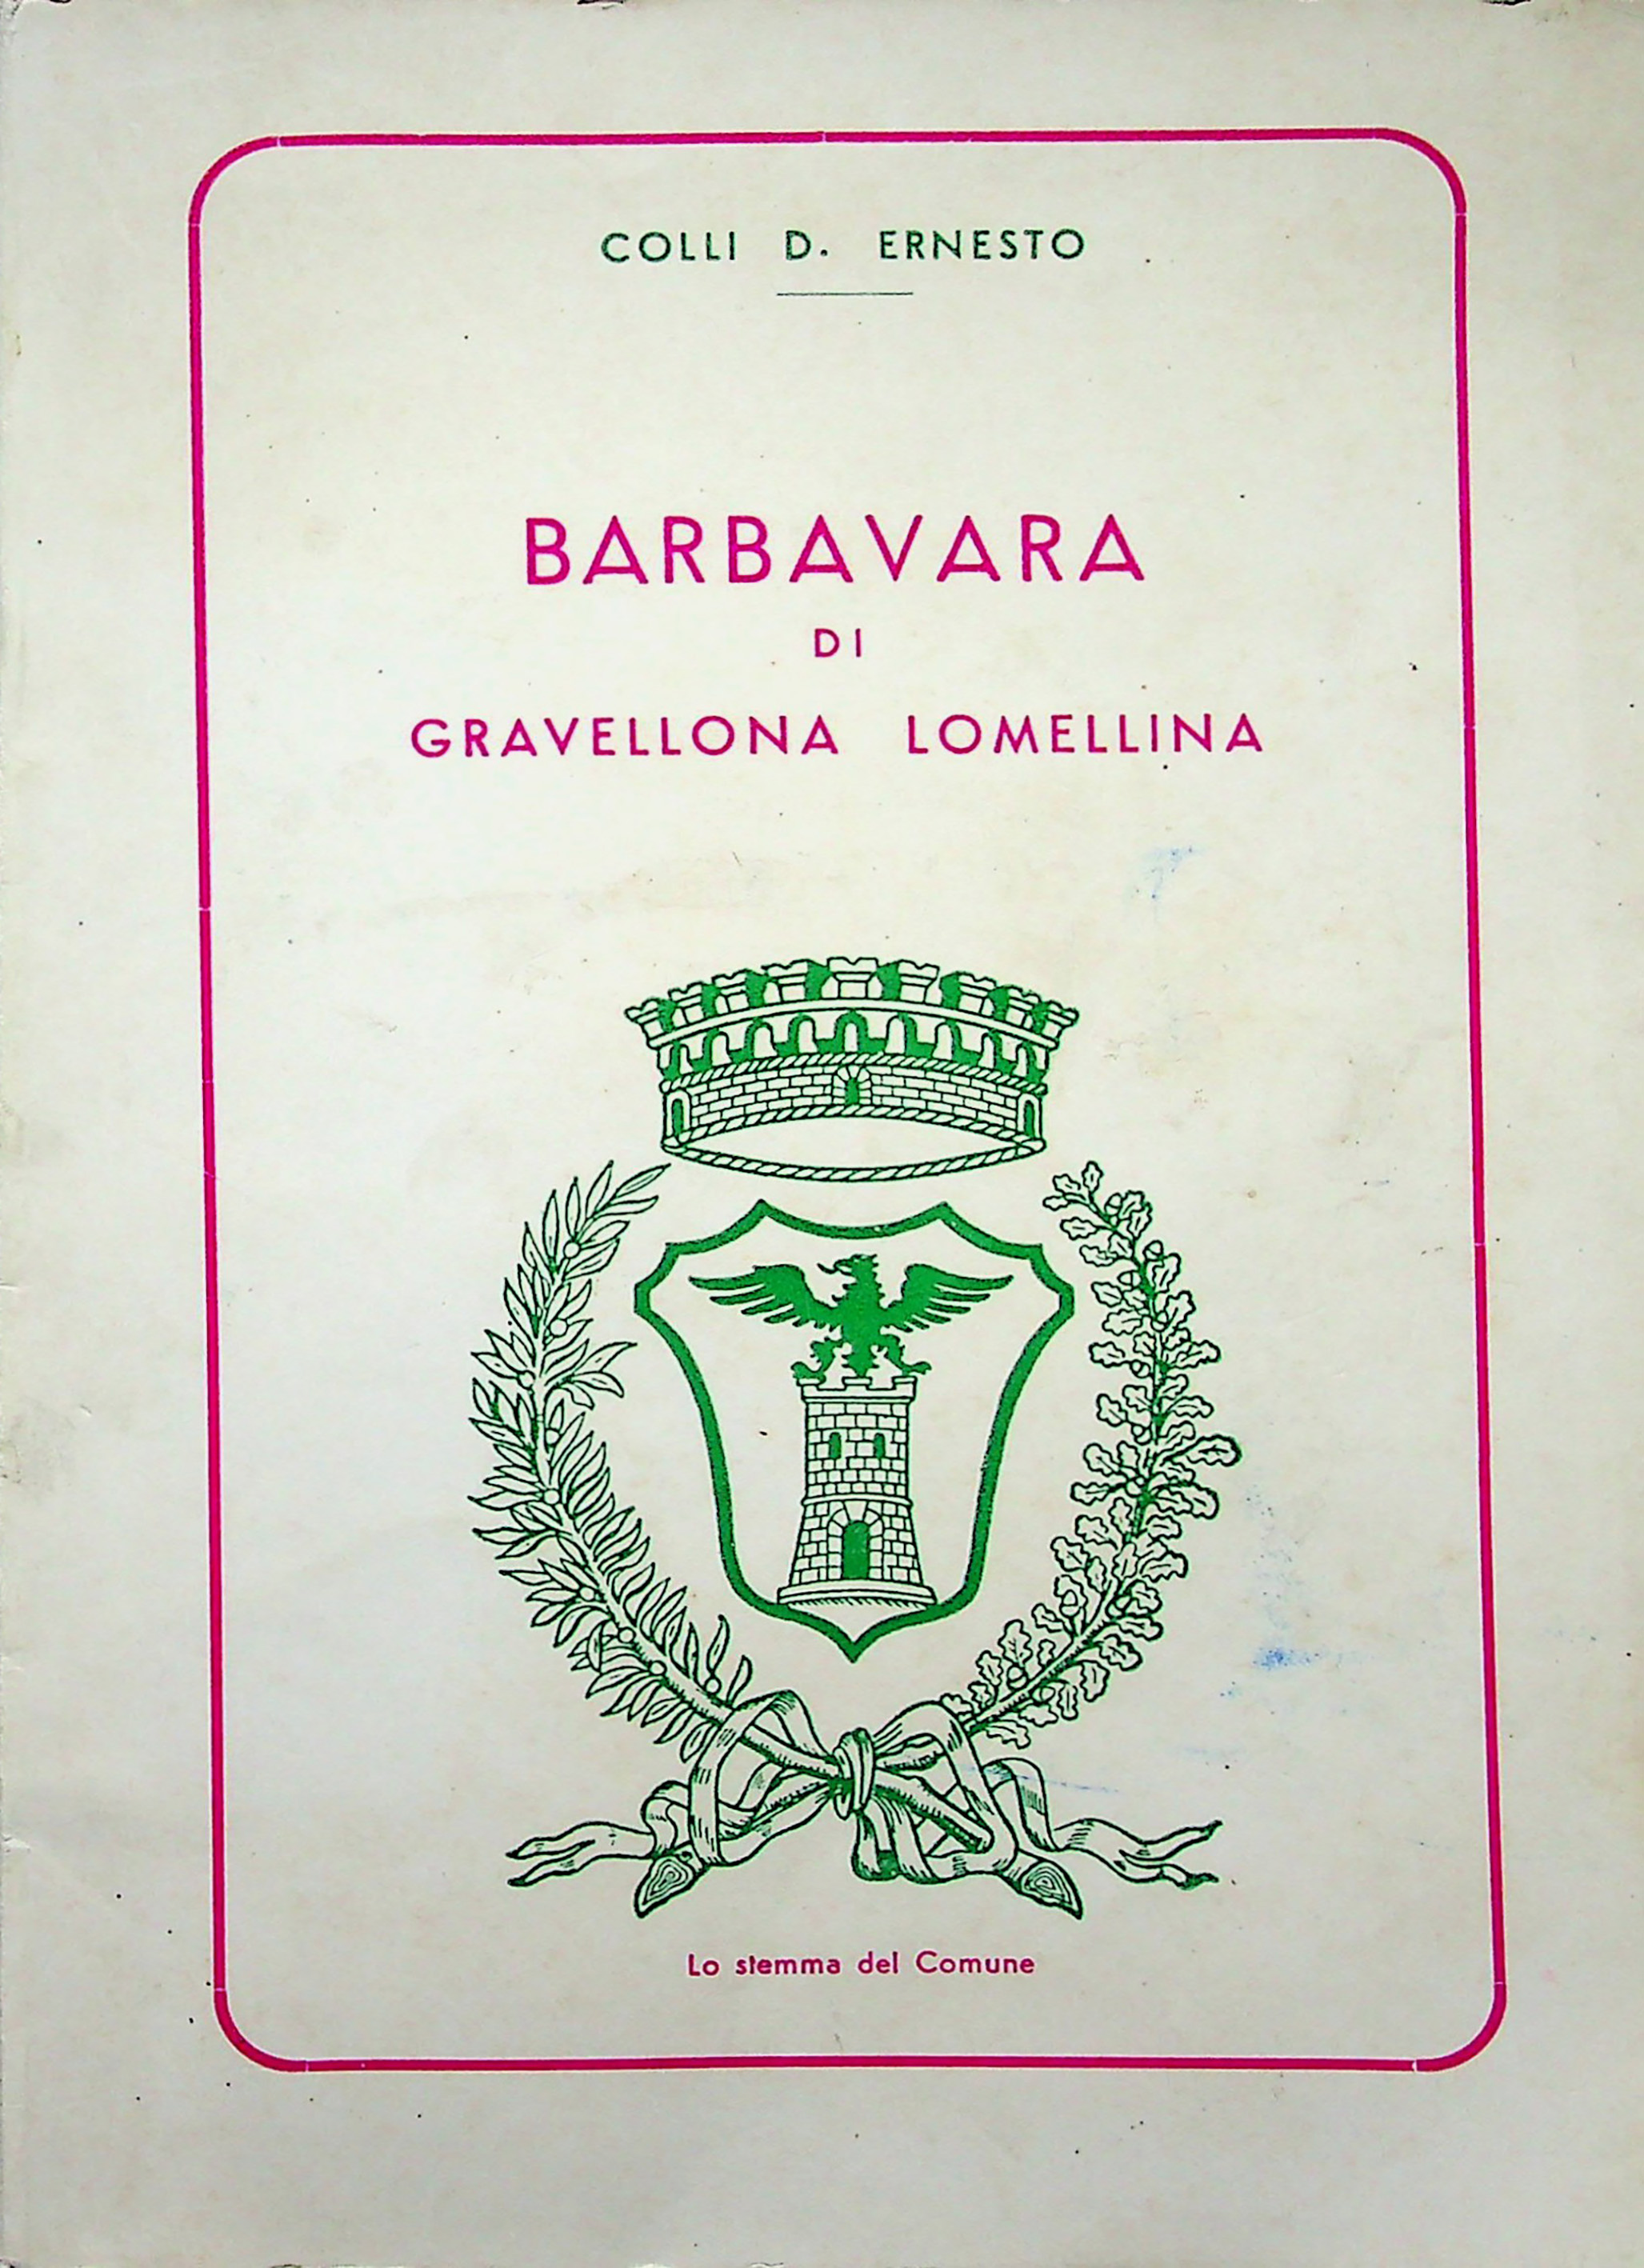 COLLI D. ERNESTO
BARBAVARA
DI
GRAVELLONA LOMELLINA
Lo stemma del Comune